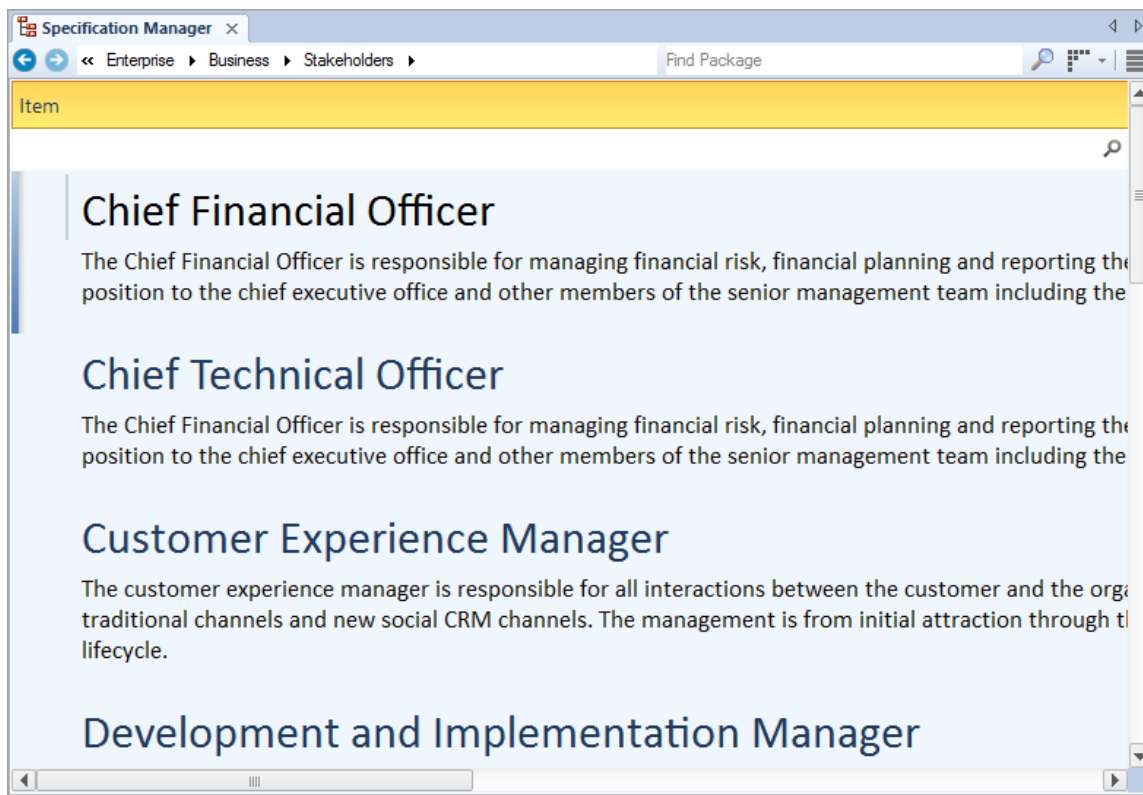 Specification Manager
« Enterprise Business Stakeholders Find Package
Item
Chief Financial Officer
The Chief Financial Officer is responsible for managing financial risk, financial planning and reporting the
position to the chief executive office and other members of the senior management team including the
Chief Technical Officer
The Chief Financial Officer is responsible for managing financial risk, financial planning and reporting the
position to the chief executive office and other members of the senior management team including the
Customer Experience Manager
The customer experience manager is responsible for all interactions between the customer and the
traditional channels and new social CRM channels. The management is from initial attraction through
lifecycle.
Development and Implementation Manager